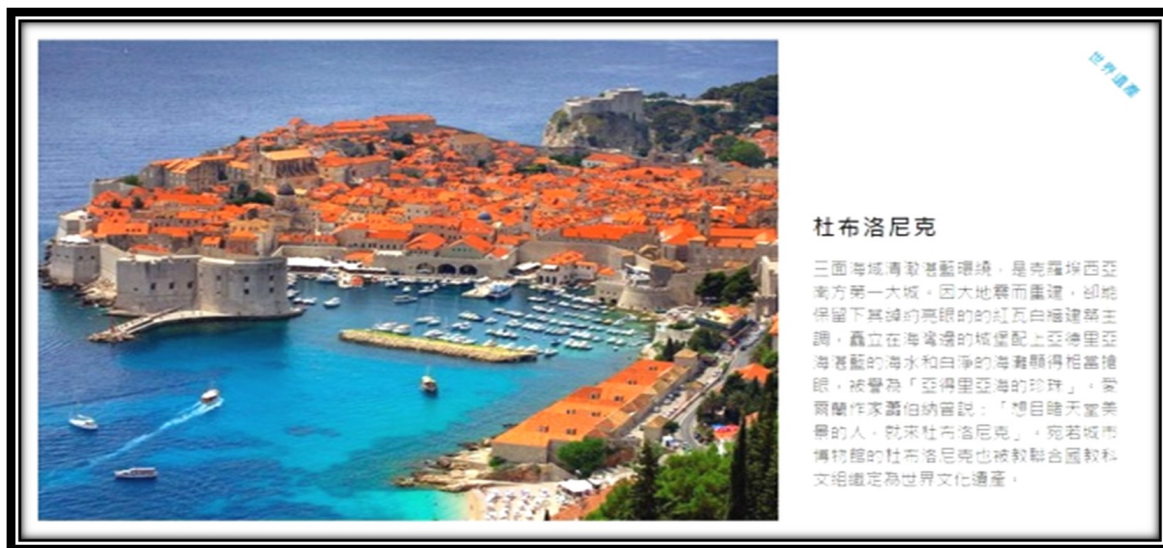 世界遺產
杜布洛尼克
三面海域清澈湛藍環繞，是克羅埃西亞
南方第一大城。因大地震而重建，卻能
保留下其綽約亮眼的的紅瓦白牆建築主
調，矗立在海灣邊的城堡配上亞德里亞
海湛藍的海水和白淨的海灘顯得相當搶
眼，被譽為「亞得里亞海的珍珠」。愛
爾蘭作家蕭伯納曾說：「想目睹天堂美
景的人，就來杜布洛尼克」。宛若城市
博物館的杜布洛尼克也被教聯合國教科
文組織定為世界文化遺產。